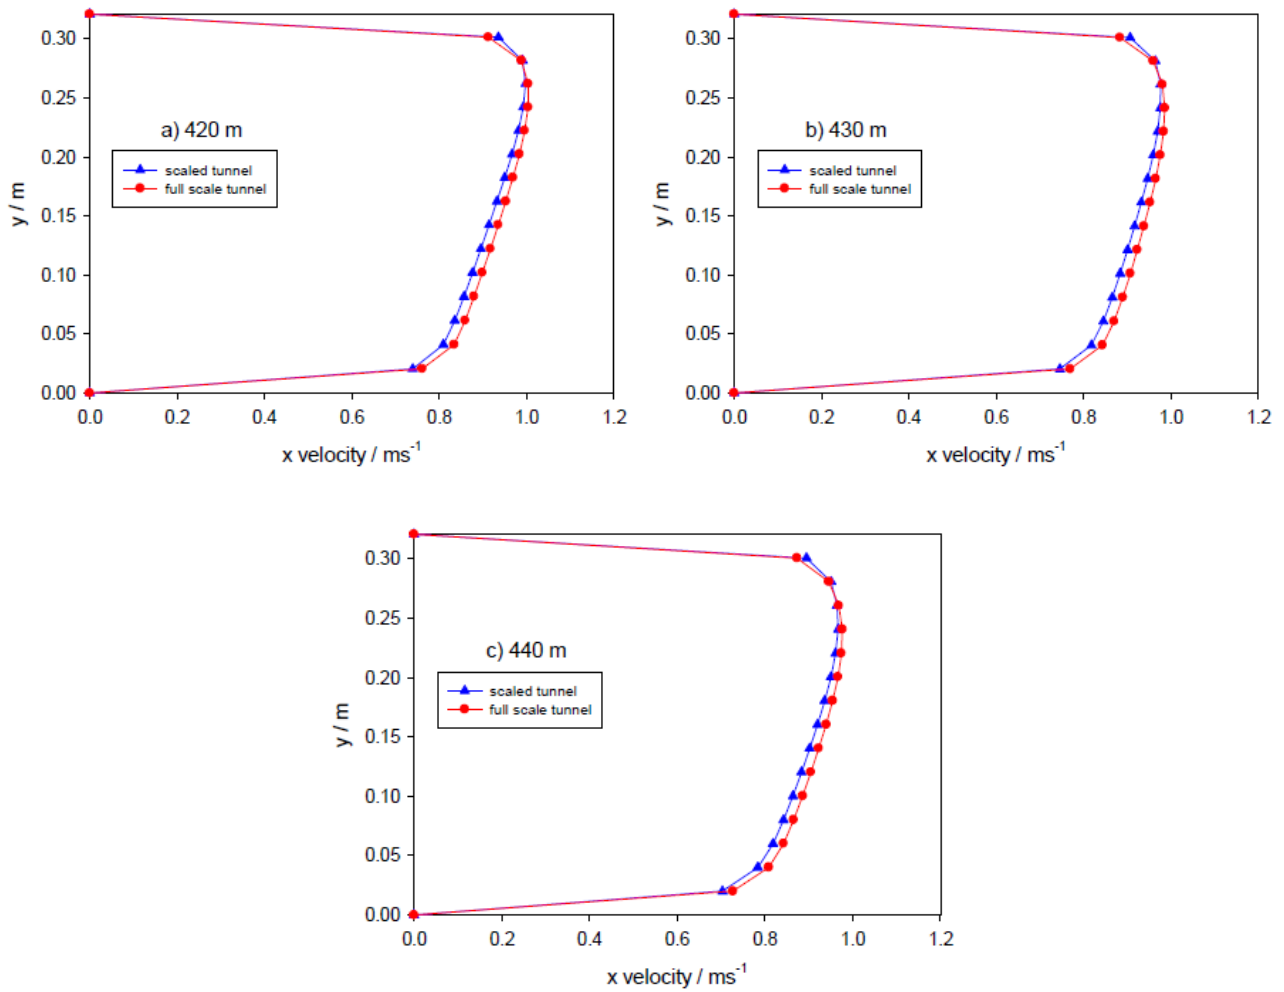 0.30
0.25
0.20
0.15
0.10
0.05
0.00
y / m
a) 420 m
scaled tunnel
full scale tunnel
0.0 0.2 0.4 0.6 0.8 1.0 1.2
x velocity / ms⁻¹
0.30
0.25
0.20
0.15
0.10
0.05
0.00
y / m
b) 430 m
scaled tunnel
full scale tunnel
0.0 0.2 0.4 0.6 0.8 1.0 1.2
x velocity / ms⁻¹
0.30
0.25
0.20
0.15
0.10
0.05
0.00
y / m
c) 440 m
scaled tunnel
full scale tunnel
0.0 0.2 0.4 0.6 0.8 1.0 1.2
x velocity / ms⁻¹